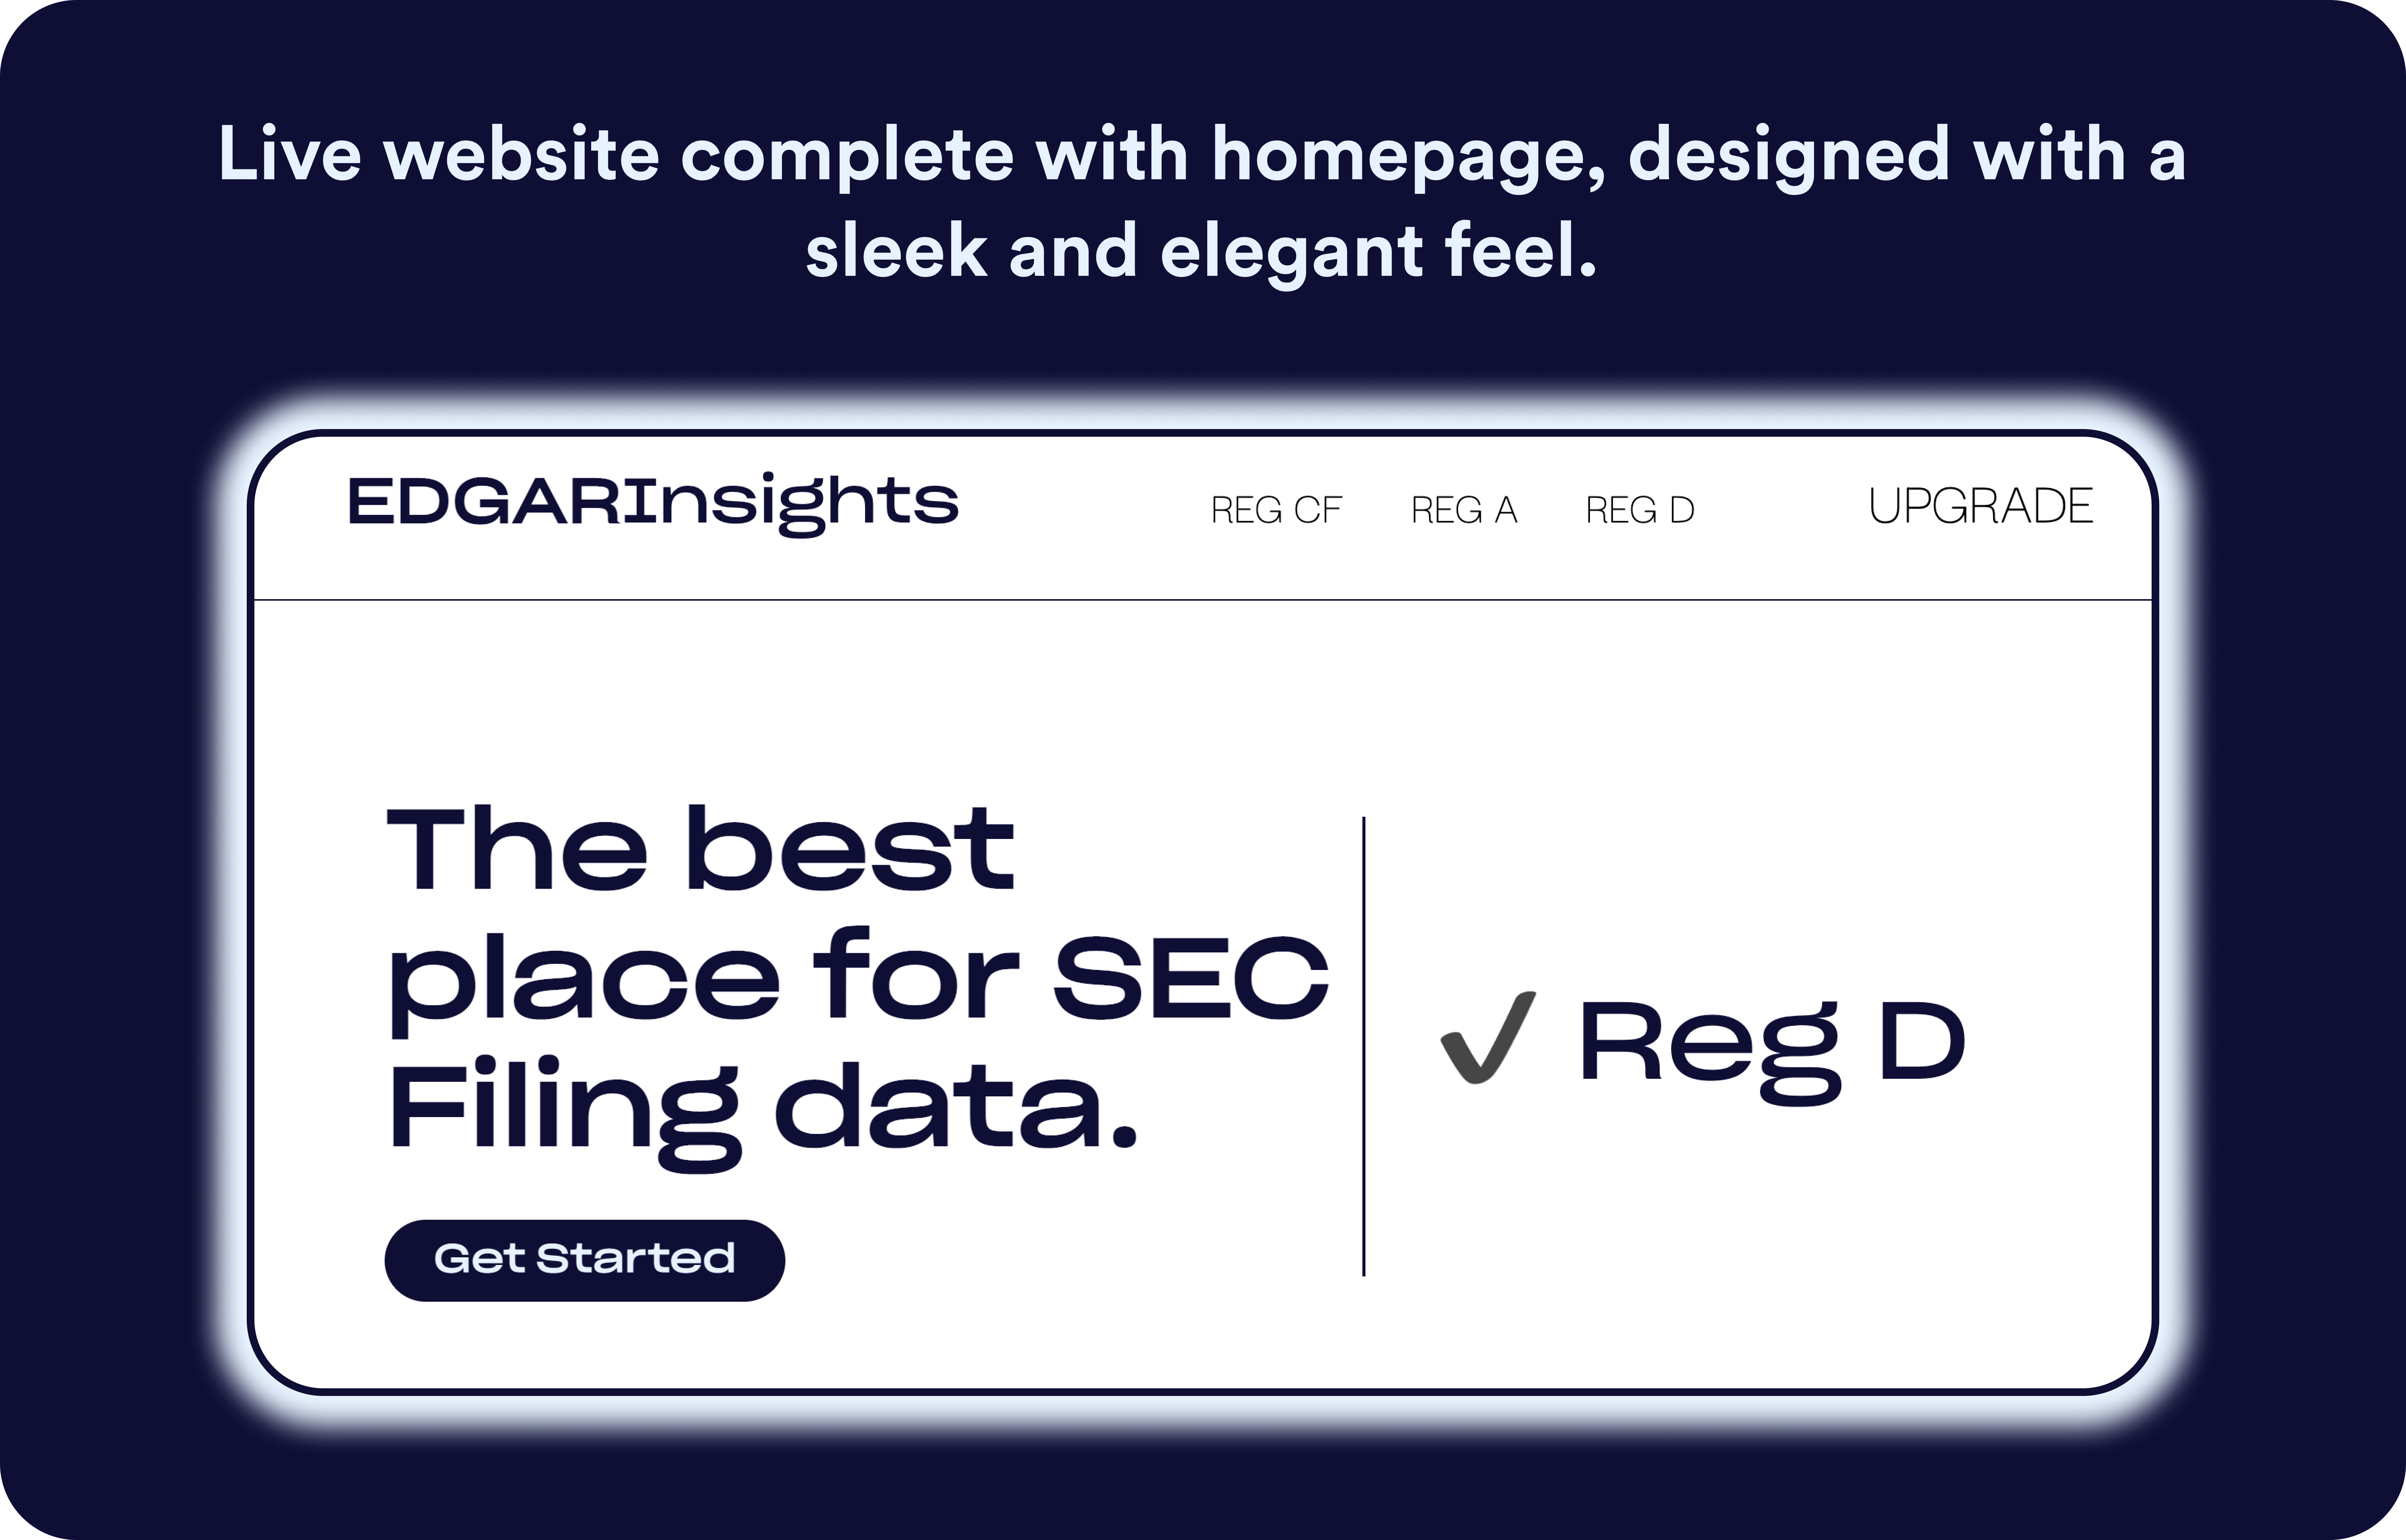 Live website complete with homepage, designed with a
sleek and elegant feel.
EDGARInsights REG CF REG A REG D UPGRADE
The best
place for SEC
Filing data.
✔ Reg D
Get Started